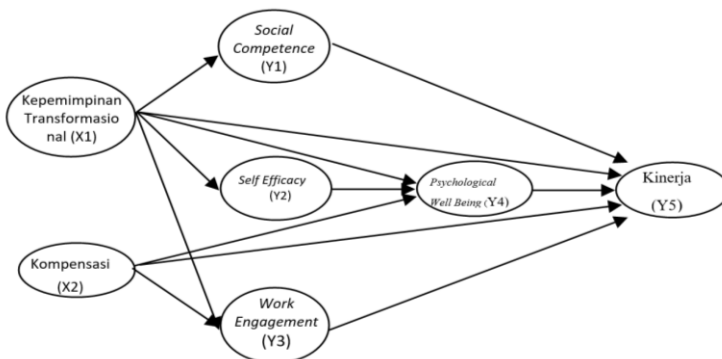 Social
Competence
(Y1)
Kepemimpinan
Transformasio
nal (X1)
Self Efficacy
(Y2)
Psychological
Well Being (Y4)
Kinerja
(Y5)
Kompensasi
(X2)
Work
Engagement
(Y3)